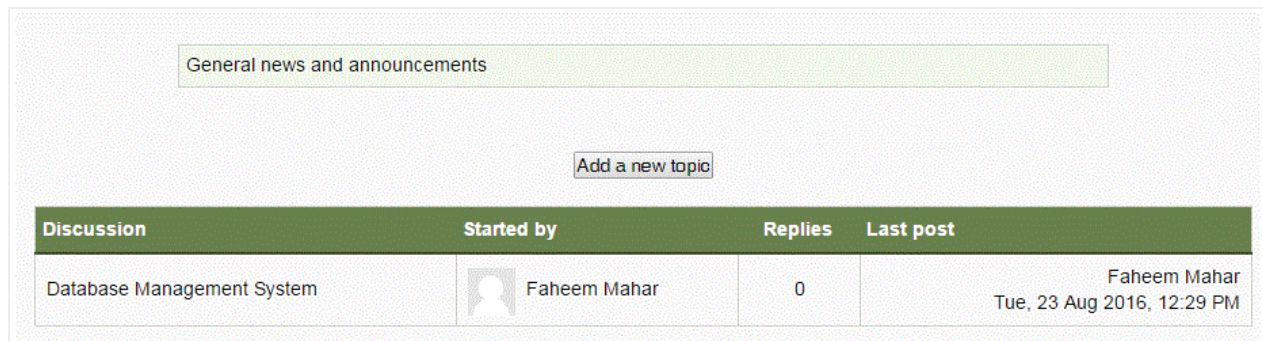 General news and announcements
Add a new topic
Discussion Started by Replies Last post
Database Management System Faheem Mahar 0 Faheem Mahar
Tue, 23 Aug 2016, 12:29 PM